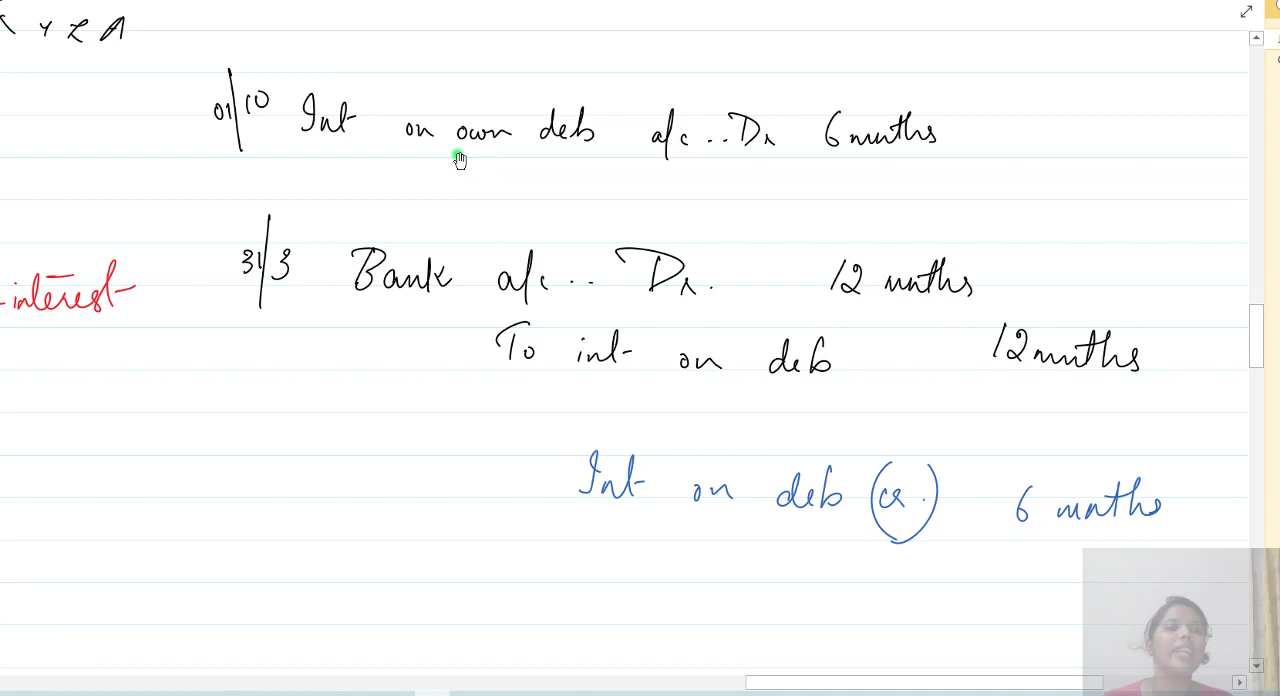 Y Z A
01/10 Int on own deb a/c .. Dr 6 mnths
31/3 Bank a/c .. Dr. 12 mnths
- interest
To int on deb 12 mnths
Int on deb (cr.) 6 mnths